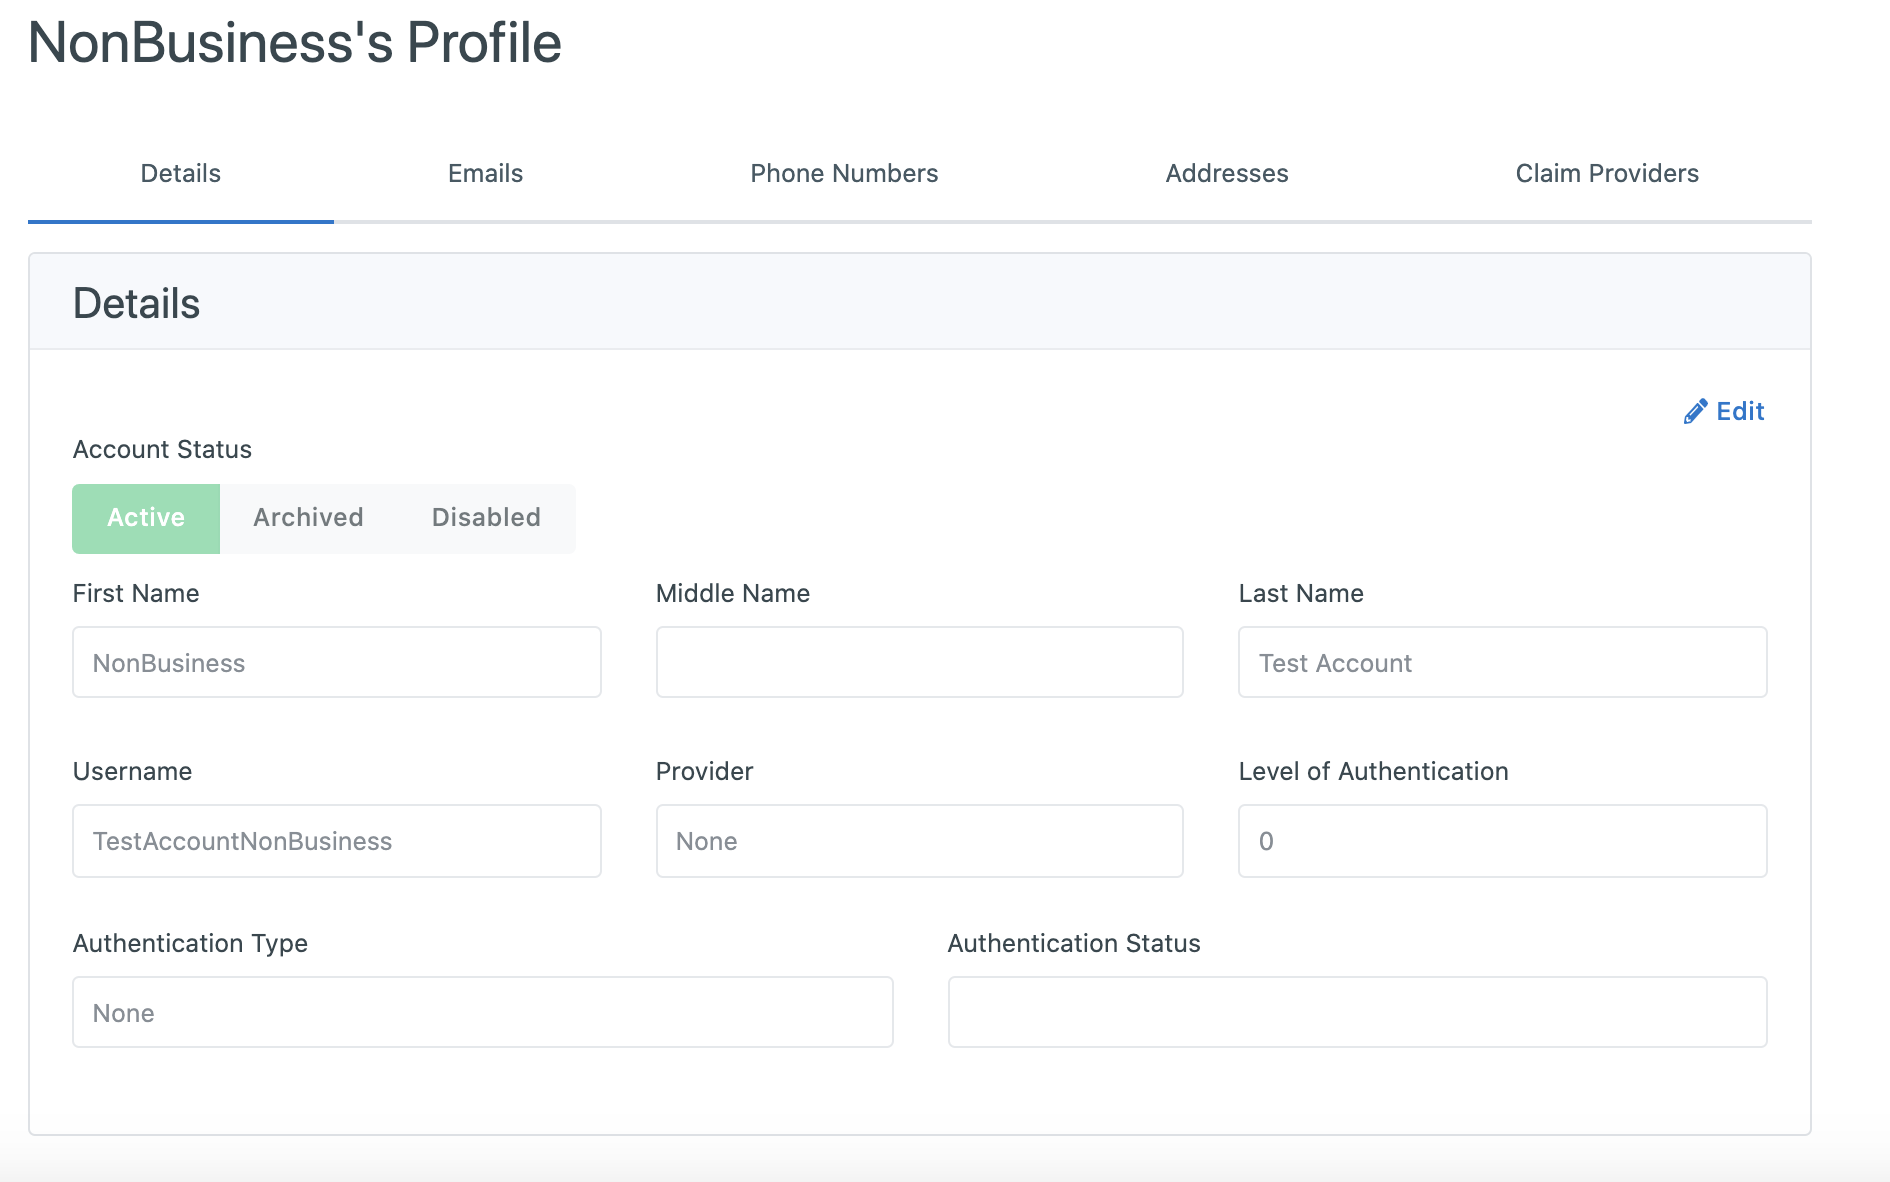 NonBusiness's Profile
Details Emails Phone Numbers Addresses Claim Providers
Details
Edit
Account Status
Active Archived Disabled
First Name Middle Name Last Name
NonBusiness Test Account
Username Provider Level of Authentication
TestAccountNonBusiness None 0
Authentication Type Authentication Status
None